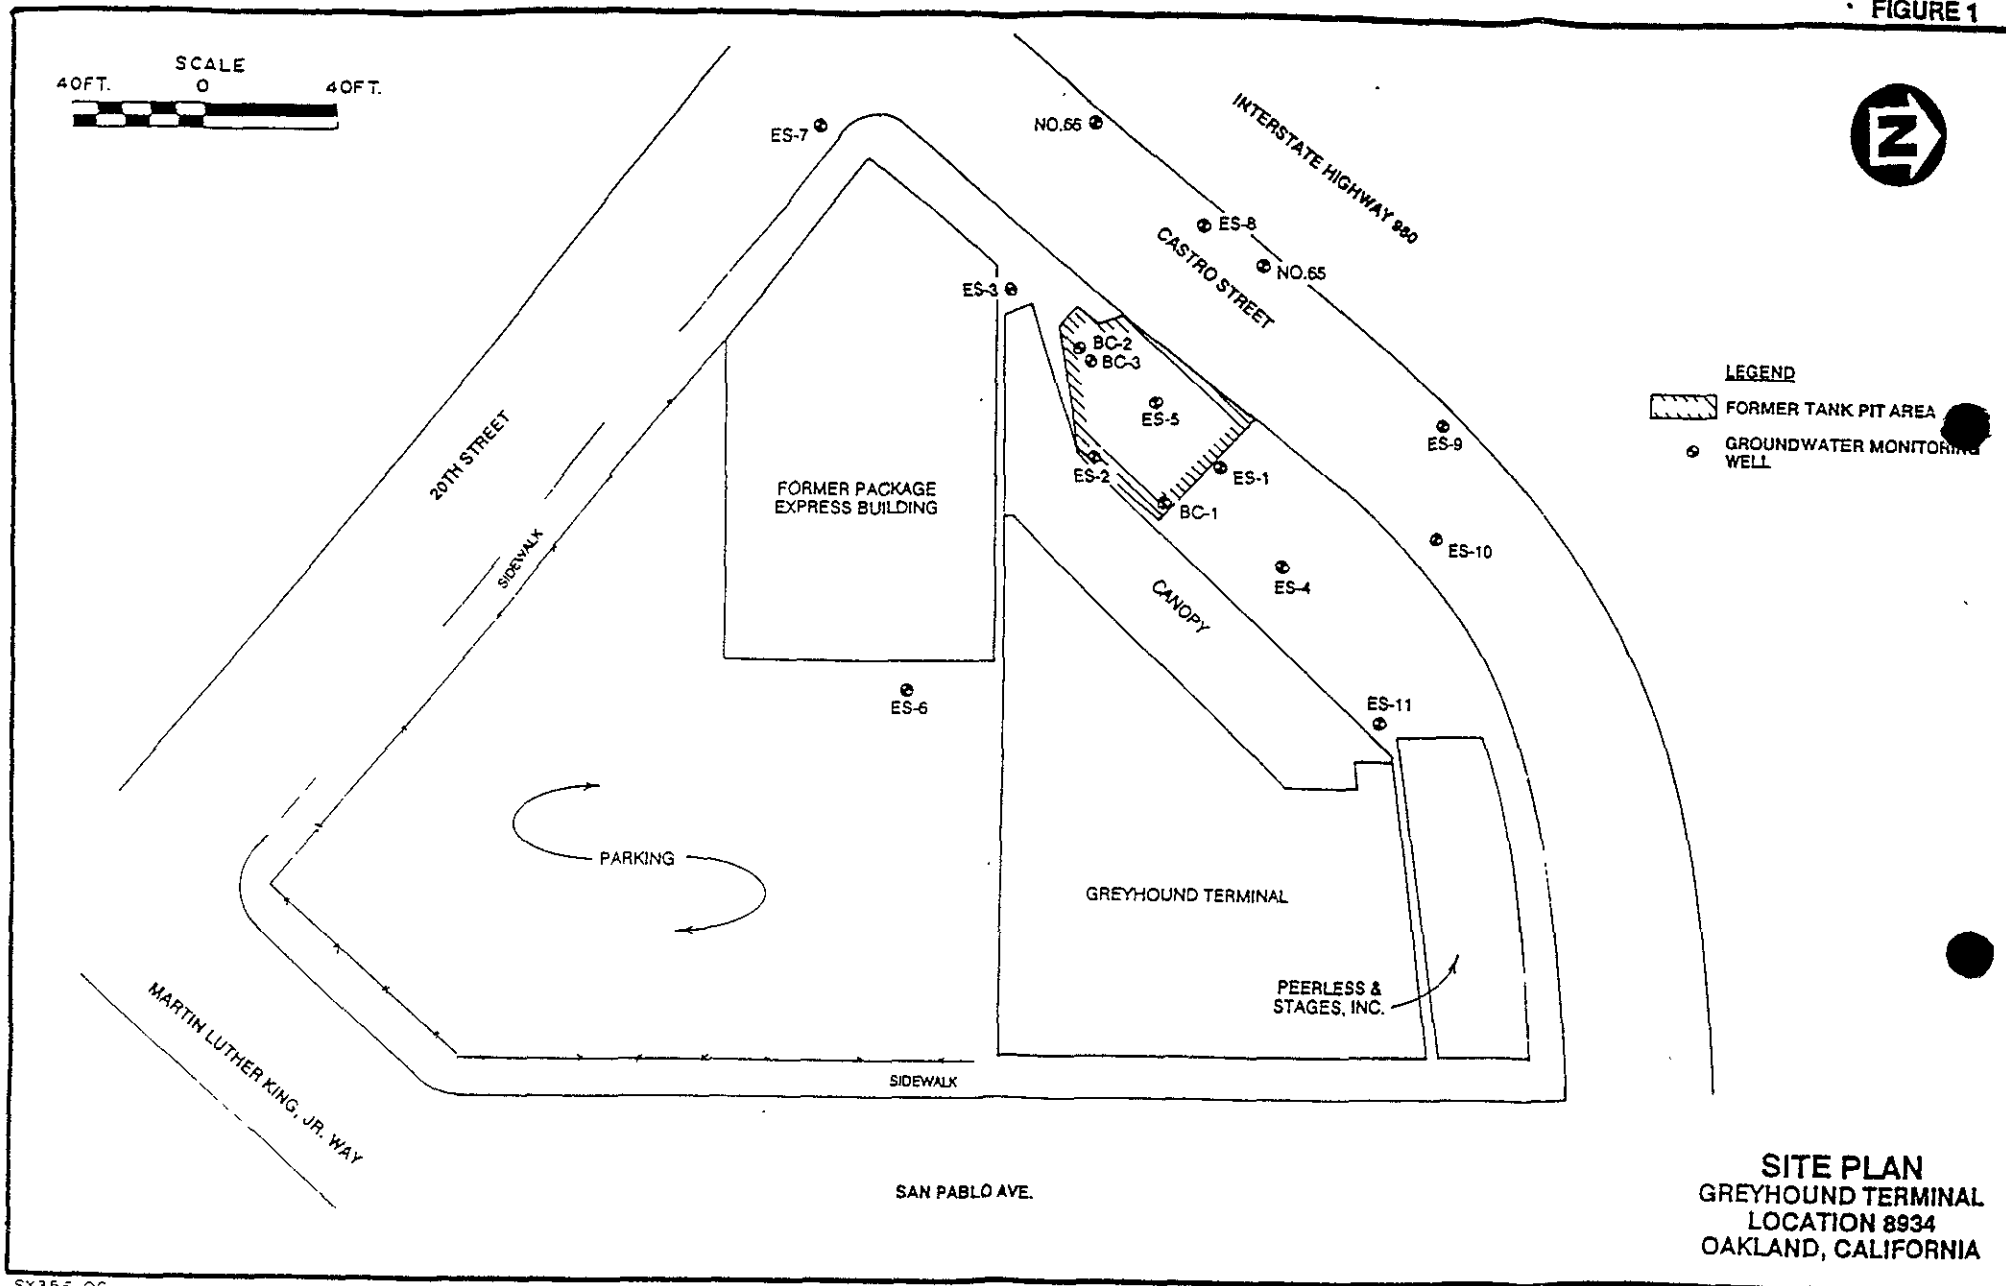 FIGURE 1
SCALE
40FT. 0 40FT.
N
ES-7
NO.66
INTERSTATE HIGHWAY 980
ES-8
CASTRO STREET
NO.65
ES-3
BC-2
BC-3
ES-5
ES-2
ES-1
BC-1
ES-9
ES-10
ES-4
LEGEND
FORMER TANK PIT AREA
GROUNDWATER MONITORING
WELL
20TH STREET
SIDEWALK
FORMER PACKAGE
EXPRESS BUILDING
CANOPY
ES-6
ES-11
PARKING
GREYHOUND TERMINAL
PEERLESS &
STAGES, INC.
SIDEWALK
MARTIN LUTHER KING, JR. WAY
SAN PABLO AVE.
SITE PLAN
GREYHOUND TERMINAL
LOCATION 8934
OAKLAND, CALIFORNIA